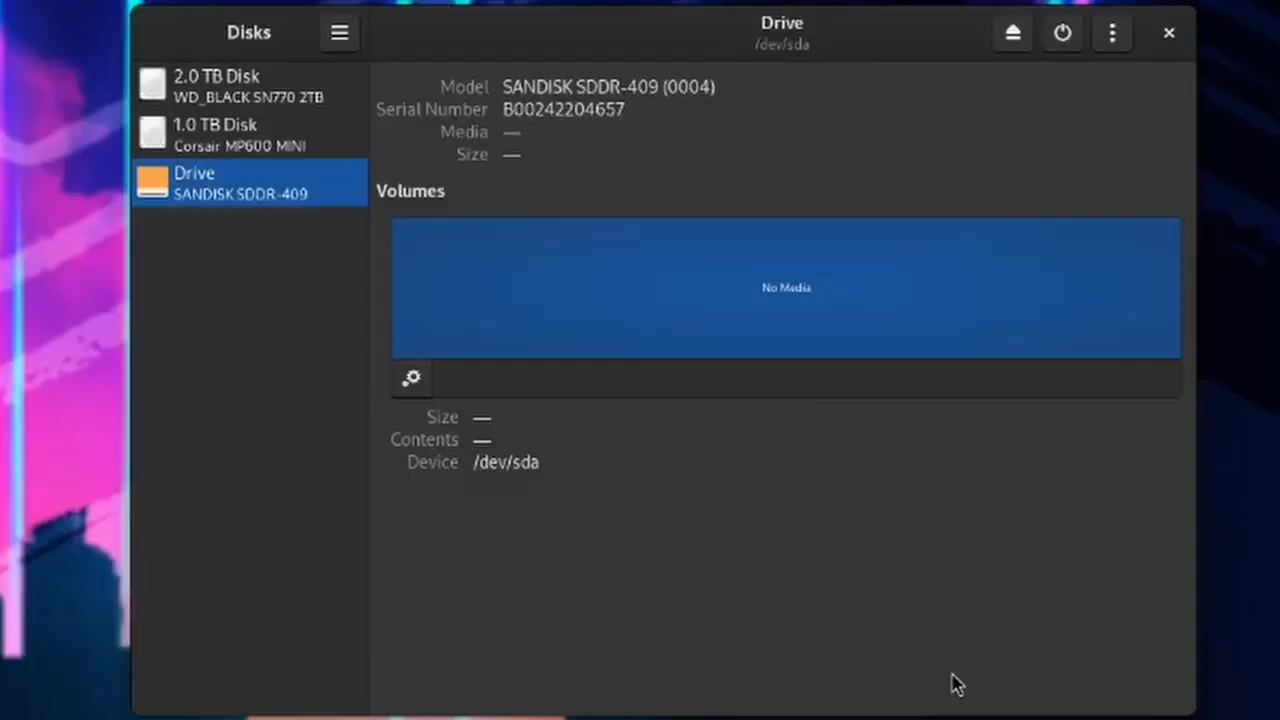 Disks
Drive
/dev/sda
2.0 TB Disk
WD_BLACK SN770 2TB
1.0 TB Disk
Corsair MP600 MINI
Drive
SANDISK SDDR-409
Model SANDISK SDDR-409 (0004)
Serial Number B00242204657
Media —
Size —
Volumes
No Media
Size —
Contents —
Device /dev/sda